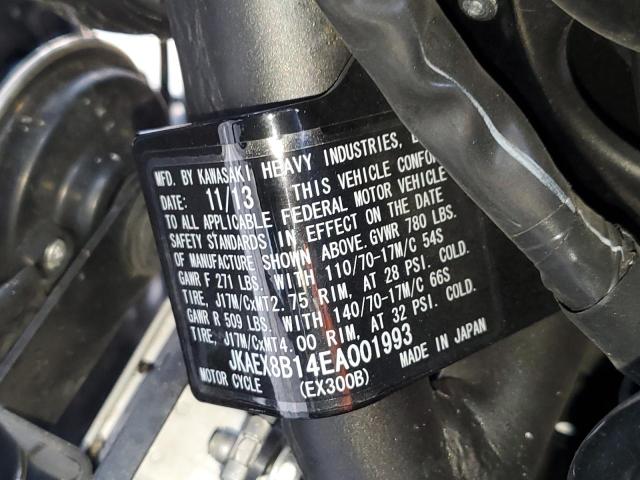 MFD. BY KAWASAKI HEAVY INDUSTRIES,
DATE: 11/13 THIS VEHICLE
TO ALL APPLICABLE FEDERAL MOTOR VEHICLE
SAFETY STANDARDS IN EFFECT ON THE DATE
OF MANUFACTURE SHOWN ABOVE. GVWR 780 LBS.
GAWR F 271 LBS. WITH 110/70-17M/C 54S
TIRE, J17M/CxMT2.75 RIM, AT 28 PSI. COLD.
GAWR R 509 LBS. WITH 140/70-17M/C 66S
TIRE, J17M/CxMT4.00 RIM, AT 32 PSI. COLD.
JKAEX8B14EA001993
MOTOR CYCLE (EX300B) MADE IN JAPAN